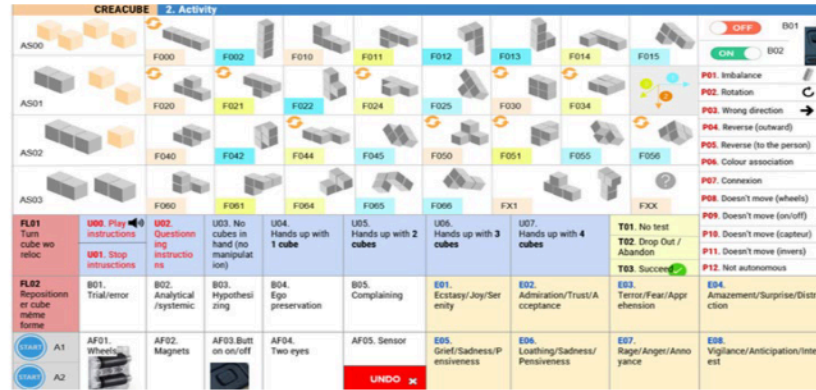 CREACUBE 2. Activity
OFF B01
ON B02
AS00
F000 F002 F010 F011 F012 F013 F014 F015
AS01
F020 F021 F022 F024 F025 F030 F034
AS02
F040 F042 F044 F045 F050 F051 F055 F056
AS03
F060 F061 F064 F065 F066 FX1 FXX
P01. Imbalance
P02. Rotation
P03. Wrong direction
P04. Reverse (outward)
P05. Reverse (to the person)
P06. Colour association
P07. Connexion
P08. Doesn't move (wheels)
P09. Doesn't move (on/off)
P10. Doesn't move (capteur)
P11. Doesn't move (invers)
P12. Not autonomous
FL01
Turn
cube wo
reloc
U00. Play
instructions
U01. Stop
intrusctions
U02.
Questionn
ing
instructio
ns
U03. No
cubes in
hand (no
manipulat
ion)
U04.
Hands up with
1 cube
U05.
Hands up with 2
cubes
U06.
Hands up with 3
cubes
U07.
Hands up with 4
cubes
T01. No test
T02. Drop Out /
Abandon
T03. Succeed
FL02
Repositionn
er cube
même
forme
B01.
Trial/error
B02.
Analytical
/systemic
B03.
Hypothesi
zing
B04.
Ego
preservation
B05.
Complaining
E01.
Ecstasy/Joy/Ser
enity
E02.
Admiration/Trust/A
cceptance
E03.
Terror/Fear/Appr
ehension
E04.
Amazement/Surprise/Distr
ction
START A1
START A2
AF01.
Wheels
AF02.
Magnets
AF03.Butt
on on/off
AF04.
Two eyes
AF05. Sensor
UNDO ×
E05.
Grief/Sadness/P
ensiveness
E06.
Loathing/Sadness/
Pensiveness
E07.
Rage/Anger/Anno
yance
E08.
Vigilance/Anticipation/Inte
est